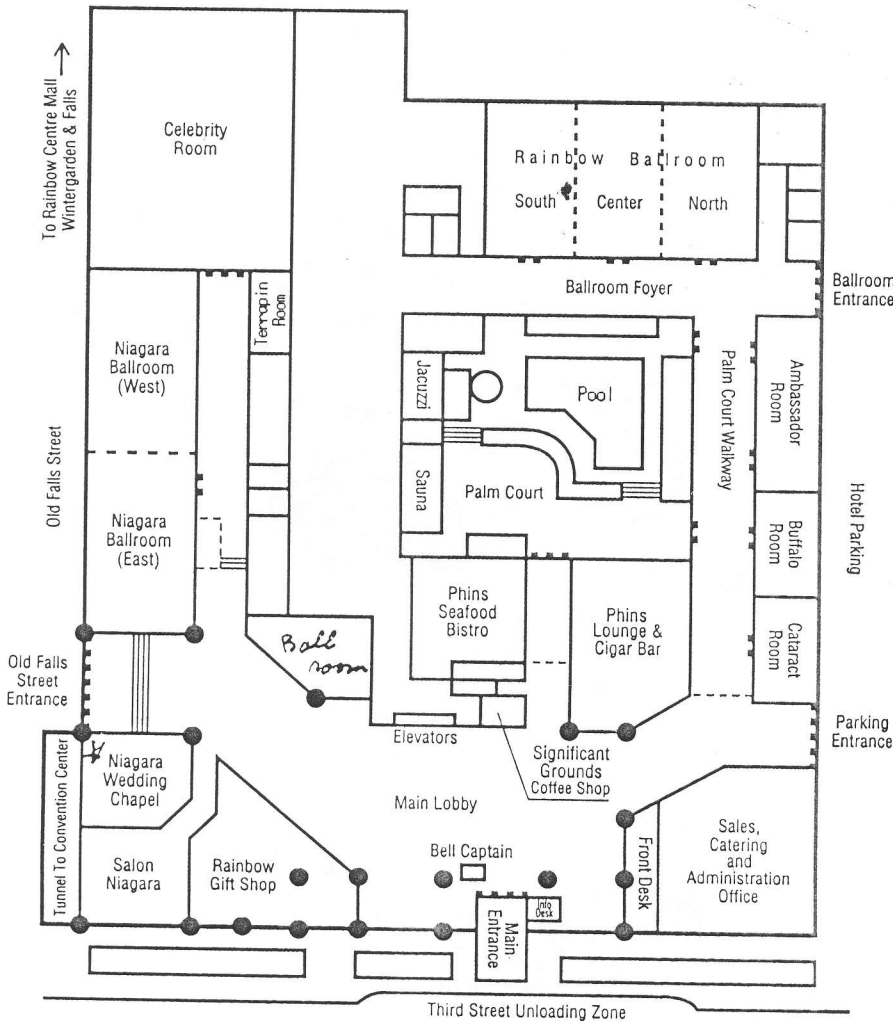 To Rainbow Centre Mall
Wintergarden & Falls
Celebrity
Room
Rainbow Ballroom
South
Center
North
Ballroom Foyer
Ballroom
Entrance
Terrapin
Room
Niagara
Ballroom
(West)
Jacuzzi
Pool
Palm Court Walkway
Ambassador
Room
Old Falls Street
Niagara
Ballroom
(East)
Sauna
Palm Court
Buffalo
Room
Hotel Parking
Phins
Seafood
Bistro
Phins
Lounge &
Cigar Bar
Cataract
Room
Ball
room
Old Falls
Street
Entrance
Elevators
Significant
Grounds
Coffee Shop
Parking
Entrance
Tunnel To Convention Center
Niagara
Wedding
Chapel
Main Lobby
Salon
Niagara
Rainbow
Gift Shop
Bell Captain
Info
Desk
Main
Entrance
Front Desk
Sales,
Catering
and
Administration
Office
Third Street Unloading Zone